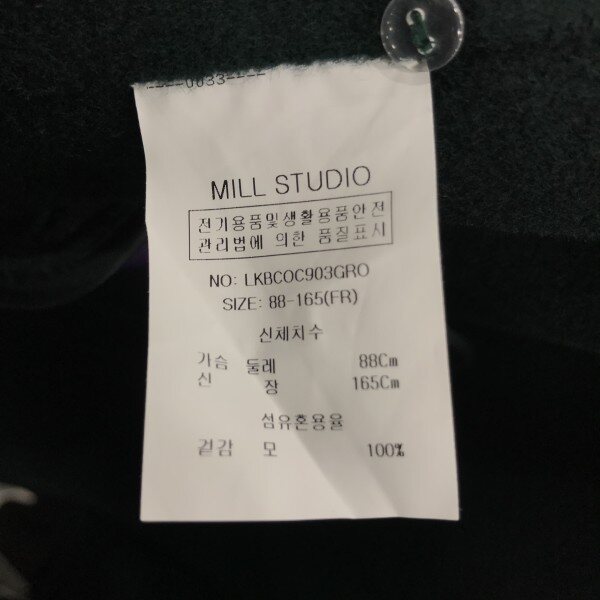 ----0033----
MILL STUDIO
전기용품및생활용품안전
관리법에 의한 품질표시
NO: LKBCOC903GRO
SIZE: 88-165(FR)
신체치수
가슴 둘레 88Cm
신 장 165Cm
섬유혼용율
겉감 모 100%